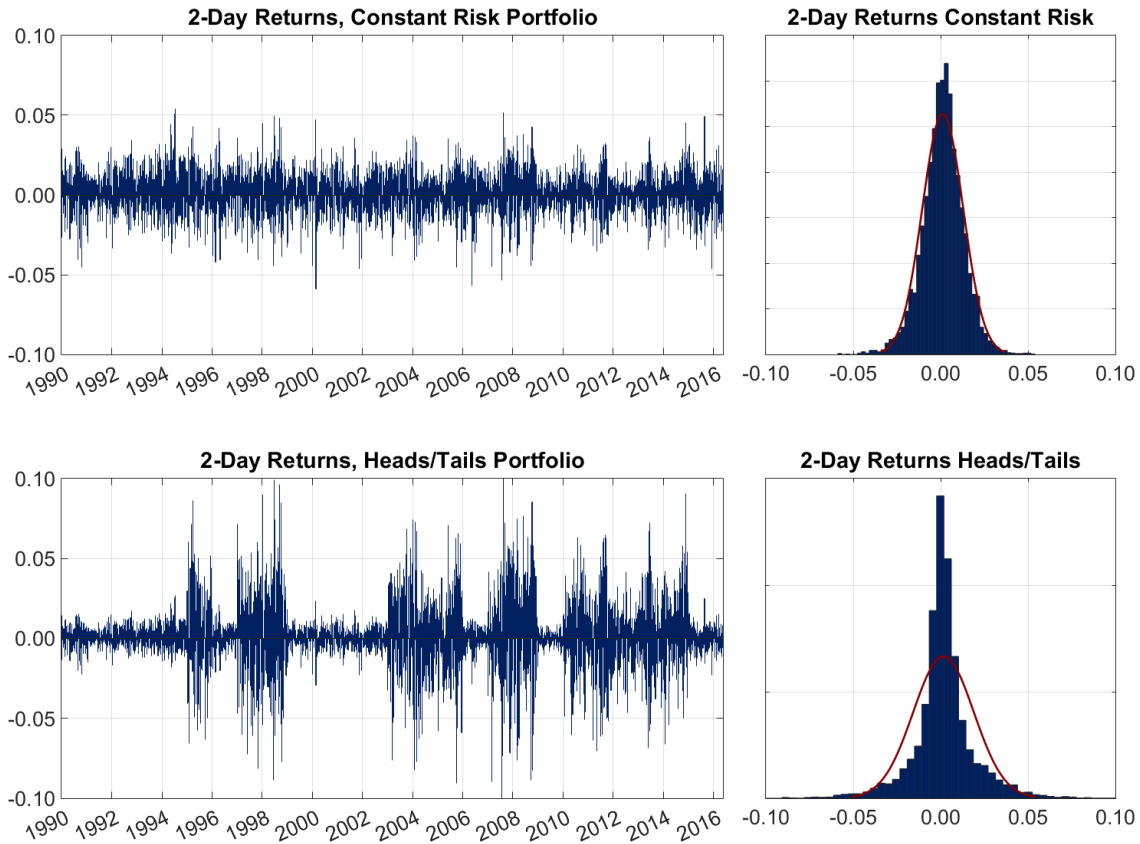 2-Day Returns, Constant Risk Portfolio
0.10
0.05
0.00
-0.05
-0.10
1990 1992 1994 1996 1998 2000 2002 2004 2006 2008 2010 2012 2014 2016
2-Day Returns Constant Risk
-0.10 -0.05 0.00 0.05 0.10
2-Day Returns, Heads/Tails Portfolio
0.10
0.05
0.00
-0.05
-0.10
1990 1992 1994 1996 1998 2000 2002 2004 2006 2008 2010 2012 2014 2016
2-Day Returns Heads/Tails
-0.10 -0.05 0.00 0.05 0.10